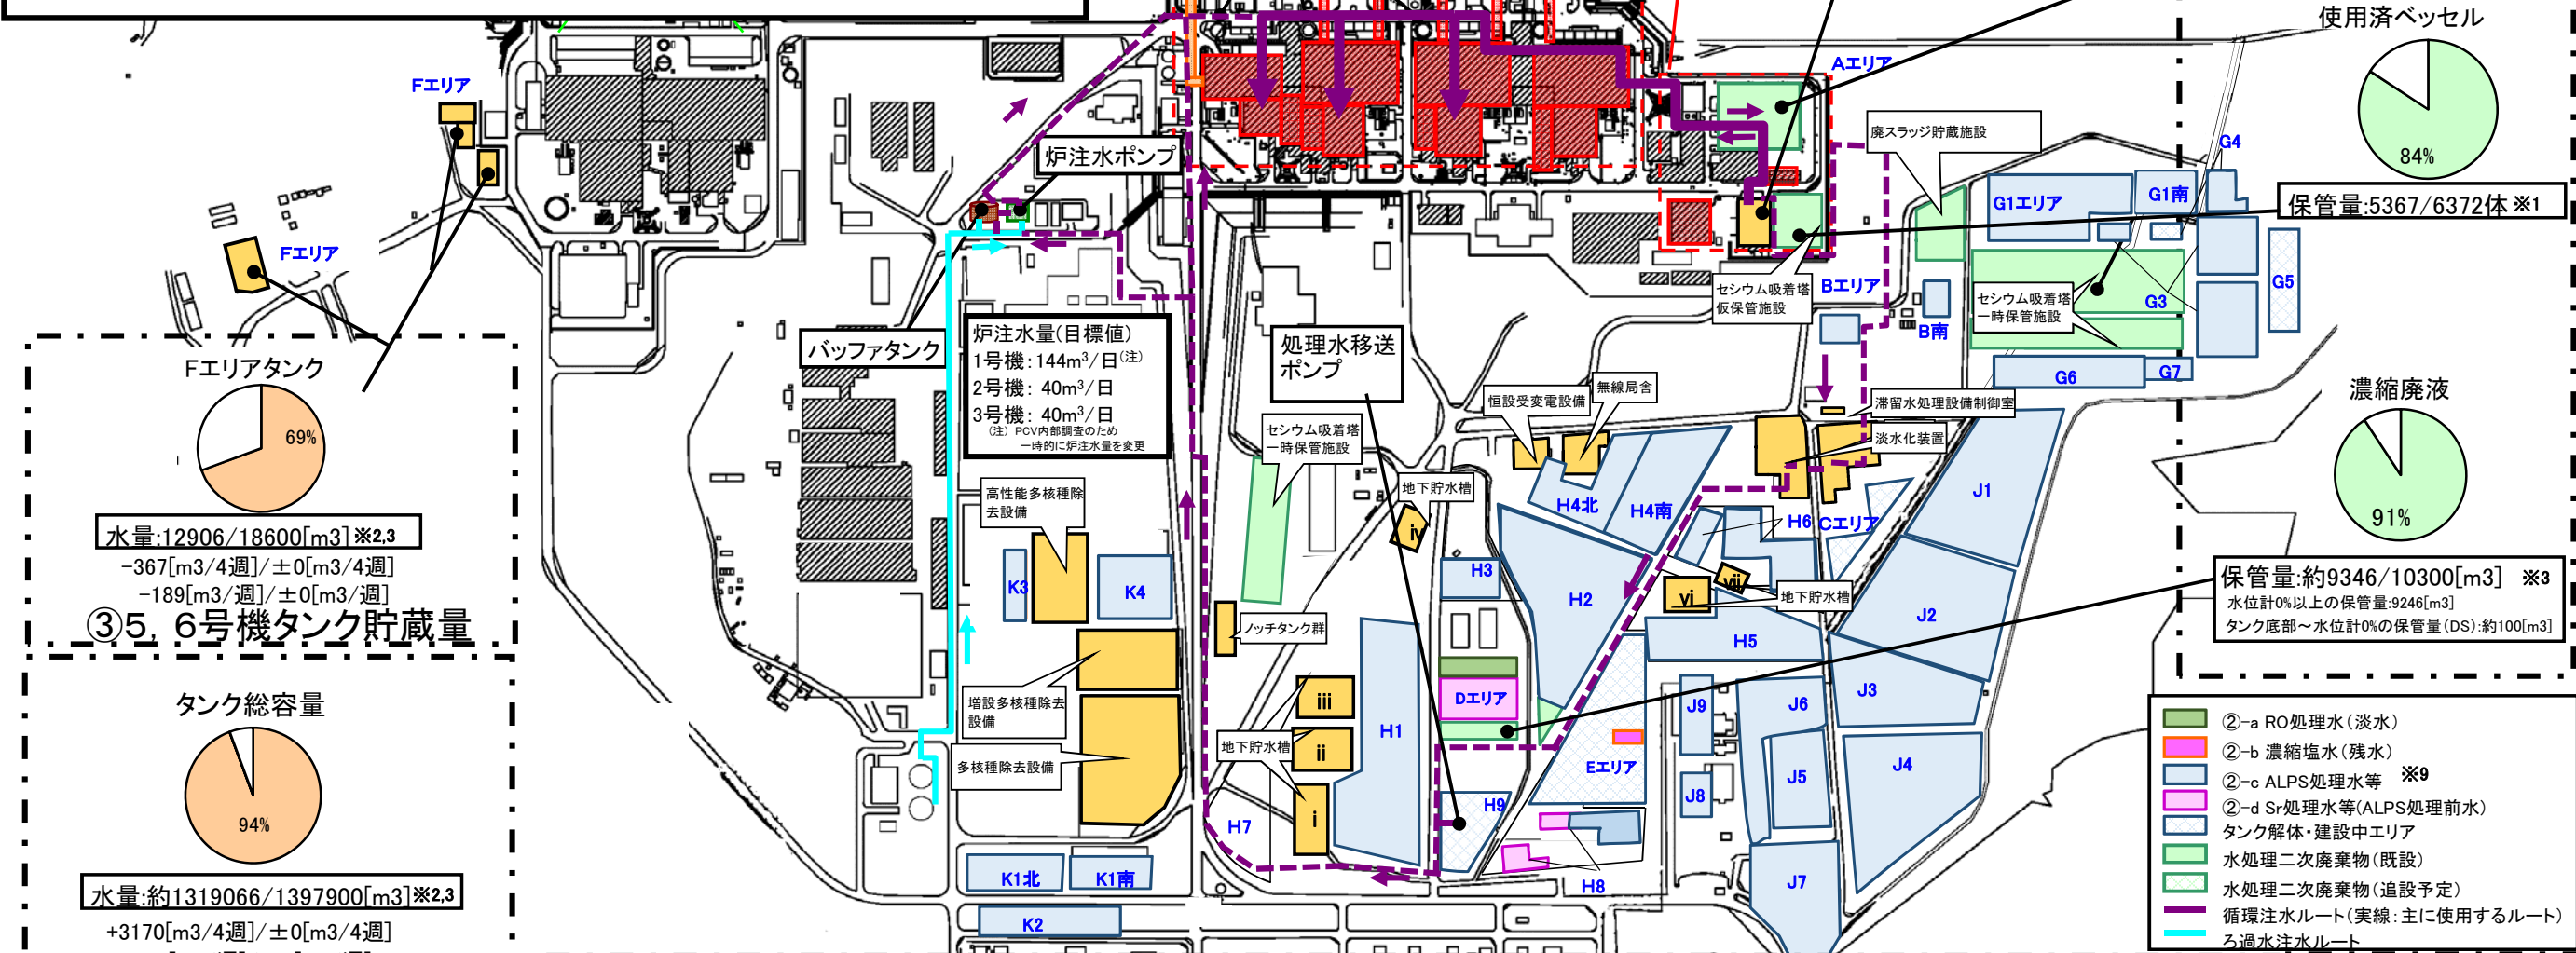 使用済ベッセル
84%
保管量:5367/6372体 ※1
Aエリア
Fエリア
炉注水ポンプ
廃スラッジ貯蔵施設
G4
G1エリア
G1南
Fエリア
セシウム吸着塔
仮保管施設
Bエリア
セシウム吸着塔
一時保管施設
G3
G5
B南
G6
G7
バッファタンク
炉注水量(目標値)
1号機：144m³/日(注)
2号機： 40m³/日
3号機： 40m³/日
(注) PCV内部調査のため
一時的に炉注水量を変更
処理水移送
ポンプ
恒設受変電設備
無線局舎
滞留水処理設備制御室
淡水化装置
セシウム吸着塔
一時保管施設
地下貯水槽
iv
H4北
H4南
H6
Cエリア
J1
Fエリアタンク
69%
水量:12906/18600[m3]※2,3
-367[m3/4週]/±0[m3/4週]
-189[m3/週]/±0[m3/週]
③5，6号機タンク貯蔵量
濃縮廃液
91%
保管量:約9346/10300[m3] ※3
水位計0%以上の保管量:9246[m3]
タンク底部～水位計0%の保管量(DS):約100[m3]
高性能多核種除
去設備
K3
K4
H3
H2
vi
vii
地下貯水槽
H5
J2
ノッチタンク群
増設多核種除去
設備
多核種除去設備
iii
ii
i
地下貯水槽
H1
Dエリア
Eエリア
J9
J6
J3
J5
J4
J8
H9
H7
H8
J7
K1北
K1南
K2
タンク総容量
94%
水量:約1319066/1397900[m3]※2,3
+3170[m3/4週]/±0[m3/4週]
②-a RO処理水(淡水)
②-b 濃縮塩水(残水)
②-c ALPS処理水等 ※9
②-d Sr処理水等(ALPS処理前水)
タンク解体・建設中エリア
水処理二次廃棄物(既設)
水処理二次廃棄物(追設予定)
循環注水ルート(実線：主に使用するルート)
ろ過水注水ルート